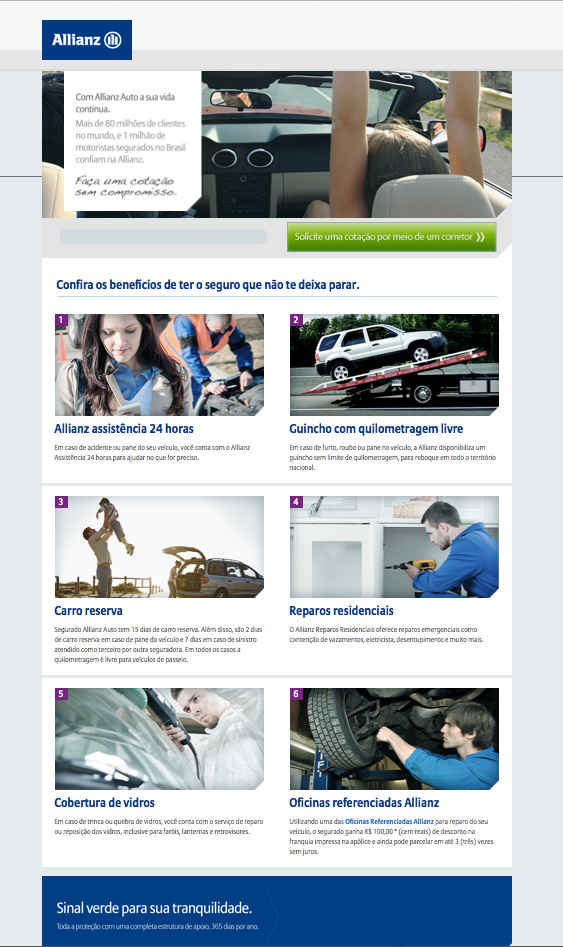 Allianz
Com Allianz Auto a sua vida
continua.
Mais de 80 milhões de clientes
no mundo, e 1 milhão de
motoristas segurados no Brasil
confiam na Allianz.
Faça uma cotação
sem compromisso.
Solicite uma cotação por meio de um corretor
Confira os benefícios de ter o seguro que não te deixa parar.
1
Allianz assistência 24 horas
Em caso de acidente ou pane do seu veículo, você conta com o Allianz
Assistência 24 horas para ajudar no que for preciso.
2
Guincho com quilometragem livre
Em caso de furto, roubo ou pane no veículo, a Allianz disponibiliza um
guincho sem limite de quilometragem, para reboque em todo o território
nacional.
3
Carro reserva
Segurado Allianz Auto tem 15 dias de carro reserva. Além disso, são 2 dias
de carro reserva em caso de pane do veículo e 7 dias em caso de sinistro
atendido como terceiro por outra seguradora. Em todos os casos a
quilometragem é livre para veículos de passeio.
4
Reparos residenciais
O Allianz Reparos Residenciais oferece reparos emergenciais como
contenção de vazamentos, eletricista, desentupimento e muito mais.
5
Cobertura de vidros
Em caso de trinca ou quebra de vidros, você conta com o serviço de reparo
ou reposição dos vidros, inclusive para faróis, lanternas e retrovisores.
6
Oficinas referenciadas Allianz
Utilizando uma das Oficinas Referenciadas Allianz para reparo do seu
veículo, o segurado ganha R$ 100,00 * (cem reais) de desconto na
franquia impressa na apólice e ainda pode parcelar em até 3 (três) vezes
sem juros.
Sinal verde para sua tranquilidade.
Toda a proteção com uma completa estrutura de apoio, 365 dias por ano.